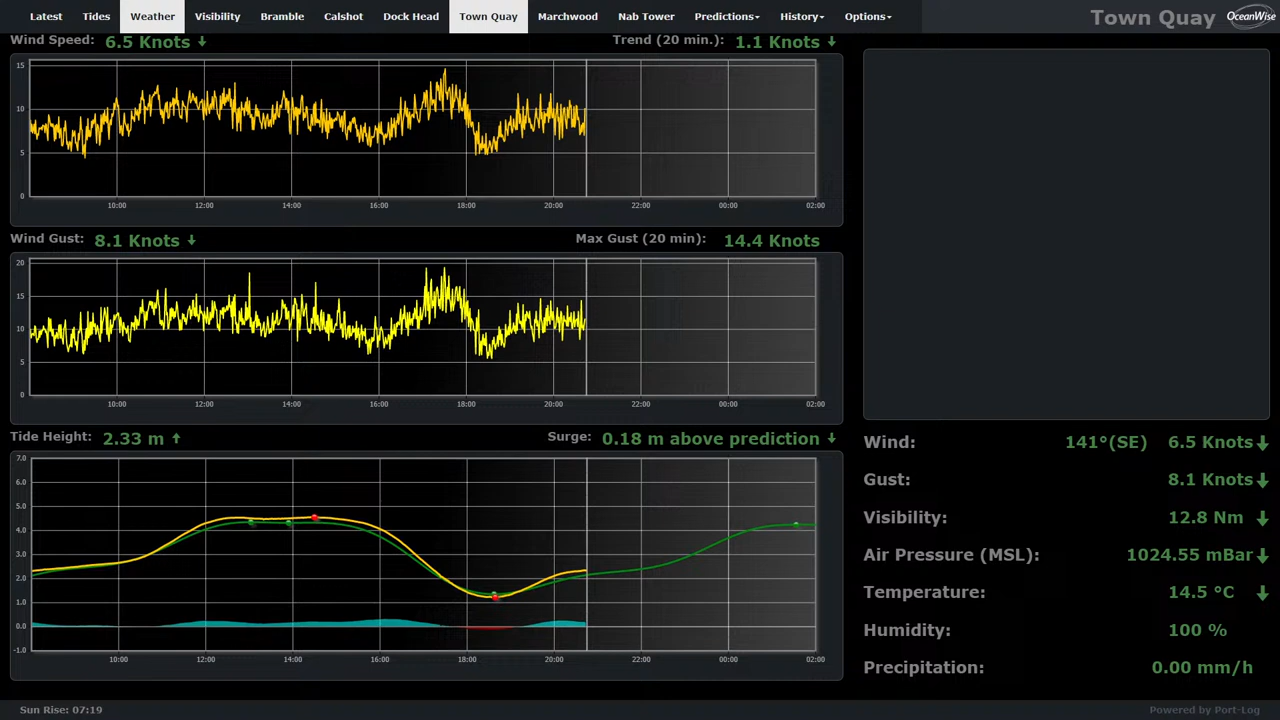 Latest Tides Weather Visibility Bramble Calshot Dock Head Town Quay Marchwood Nab Tower Predictions History Options Town Quay OceanWise
Wind Speed: 6.5 Knots ↓ Trend (20 min.): 1.1 Knots ↓
15
10
5
0
10:00 12:00 14:00 16:00 18:00 20:00 22:00 00:00 02:00
Wind Gust: 8.1 Knots ↓ Max Gust (20 min): 14.4 Knots
20
15
10
5
0
10:00 12:00 14:00 16:00 18:00 20:00 22:00 00:00 02:00
Tide Height: 2.33 m ↑ Surge: 0.18 m above prediction ↓
7.0
6.0
5.0
4.0
3.0
2.0
1.0
0.0
-1.0
10:00 12:00 14:00 16:00 18:00 20:00 22:00 00:00 02:00
Wind: 141°(SE) 6.5 Knots ↓
Gust: 8.1 Knots ↓
Visibility: 12.8 Nm ↓
Air Pressure (MSL): 1024.55 mBar ↓
Temperature: 14.5 °C ↓
Humidity: 100 %
Precipitation: 0.00 mm/h
Sun Rise: 07:19 Powered by Port-Log